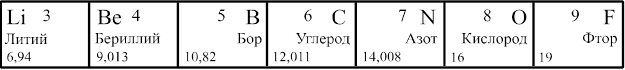 Li 3 Be 4 5 B 6 C 7 N 8 O 9 F
Литий Бериллий Бор Углерод Азот Кислород Фтор
6,94 9,013 10,82 12,011 14,008 16 19